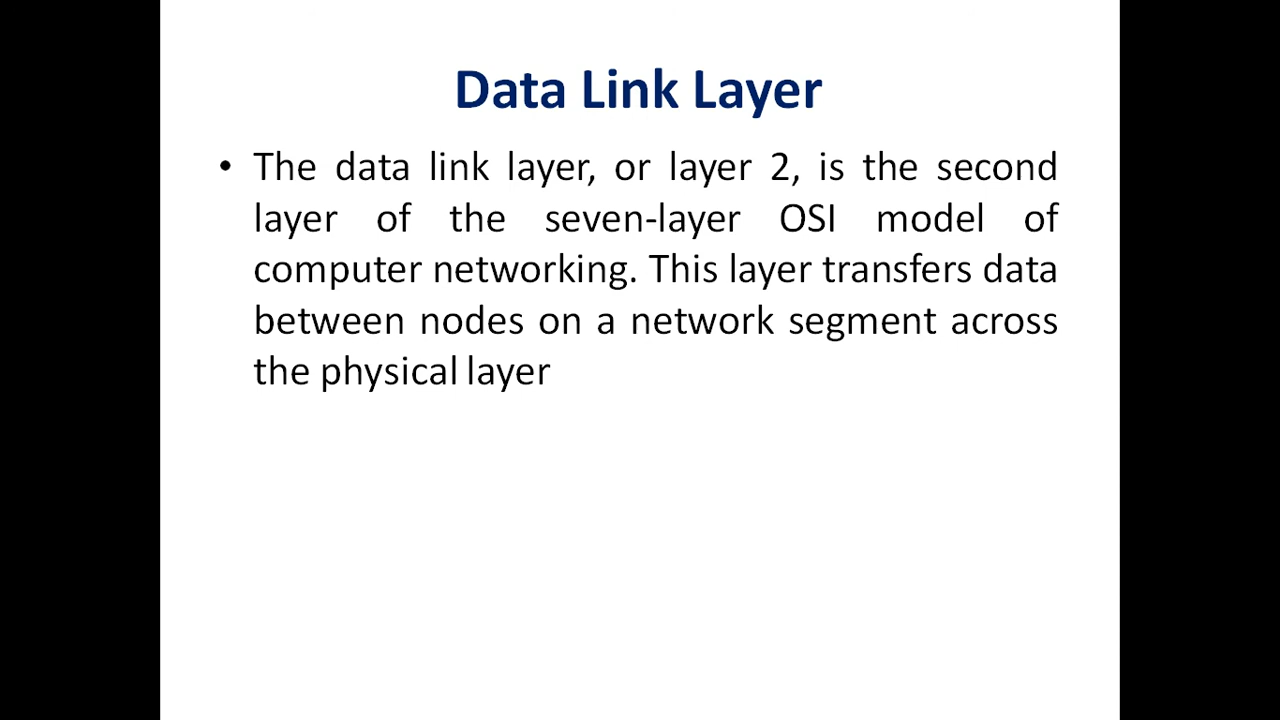 Data Link Layer
• The data link layer, or layer 2, is the second
layer of the seven-layer OSI model of
computer networking. This layer transfers data
between nodes on a network segment across
the physical layer